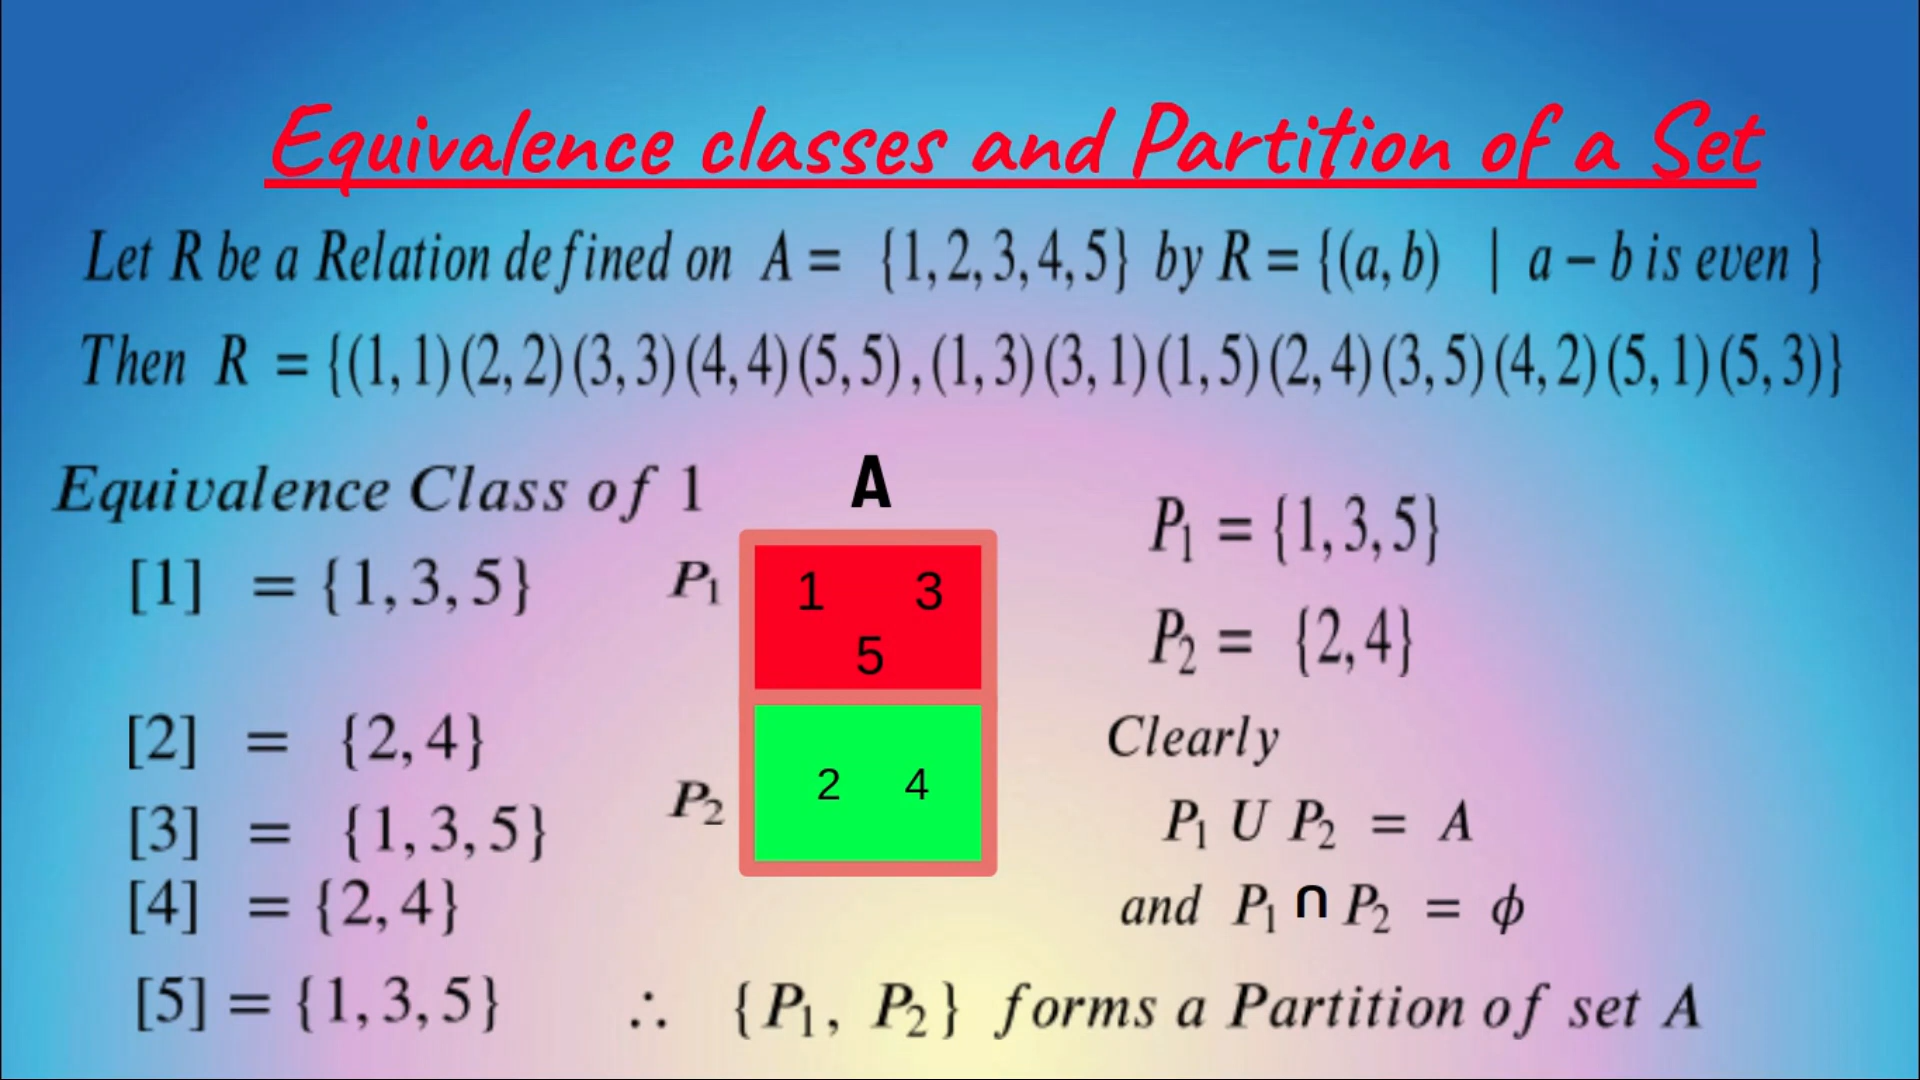 Equivalence classes and Partition of a Set
Let R be a Relation defined on A = {1,2,3,4,5} by R = {(a,b) | a − b is even }
Then R = {(1,1)(2,2)(3,3)(4,4)(5,5),(1,3)(3,1)(1,5)(2,4)(3,5)(4,2)(5,1)(5,3)}
Equivalence Class of 1
[1] = {1,3,5}
[2] = {2,4}
[3] = {1,3,5}
[4] = {2,4}
[5] = {1,3,5}
A
P₁
1 3
5
P₂
2 4
P₁ = {1,3,5}
P₂ = {2,4}
Clearly
P₁ U P₂ = A
and P₁ ∩ P₂ = ϕ
∴ {P₁, P₂} forms a Partition of set A